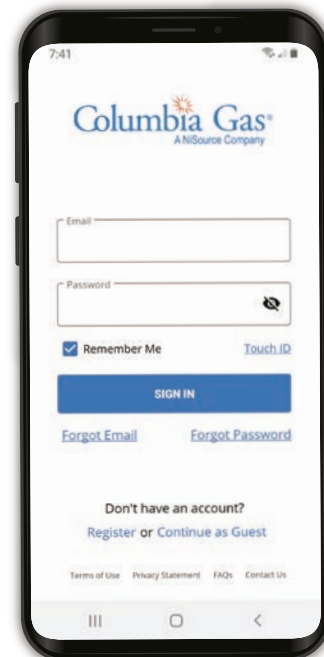 7:41
Columbia Gas®
A NiSource Company
Email
Password
Remember Me Touch ID
SIGN IN
Forgot Email Forgot Password
Don't have an account?
Register or Continue as Guest
Terms of Use Privacy Statement FAQs Contact Us